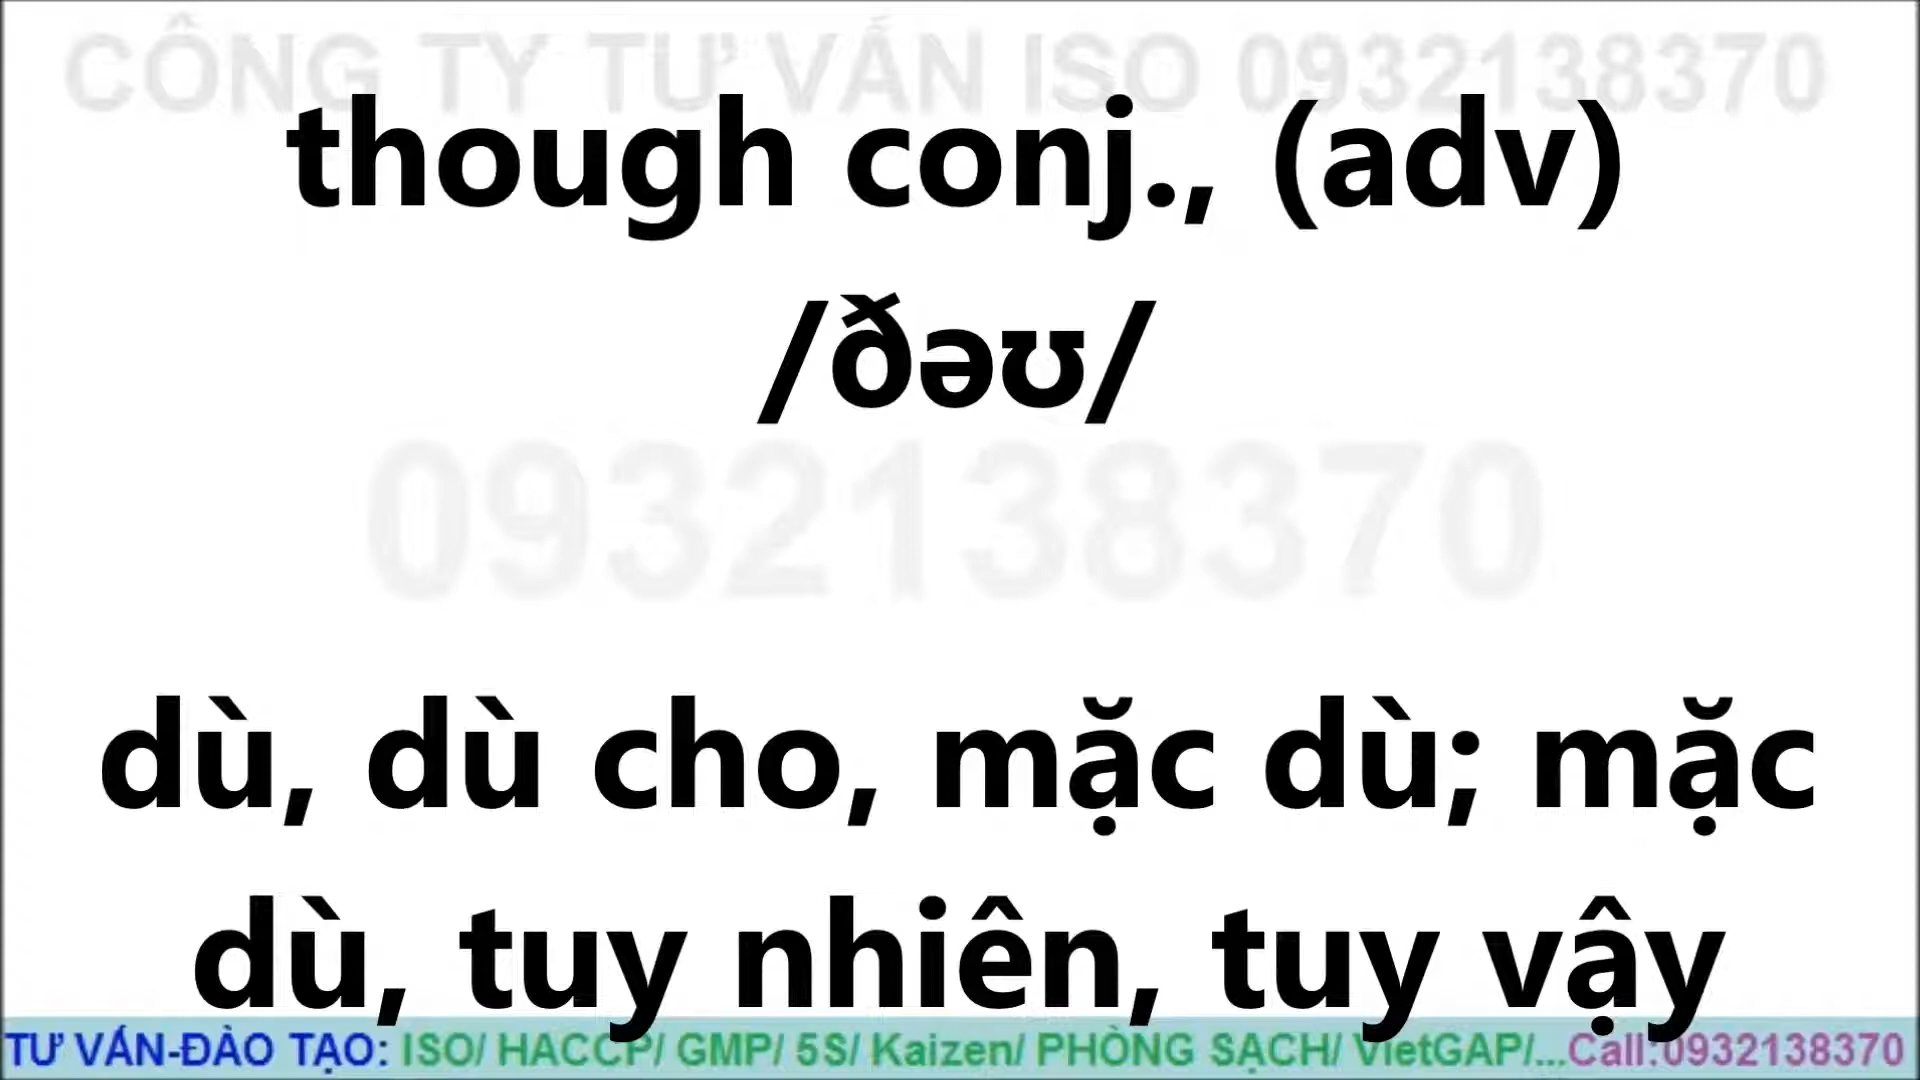 CÔNG TY TƯ VẤN ISO 0932138370
though conj., (adv)
/ðəʊ/
0932138370
dù, dù cho, mặc dù; mặc
dù, tuy nhiên, tuy vậy
TƯ VẤN-ĐÀO TẠO: ISO/ HACCP/ GMP/ 5S/ Kaizen/ PHÒNG SẠCH/ VietGAP/...Call:0932138370